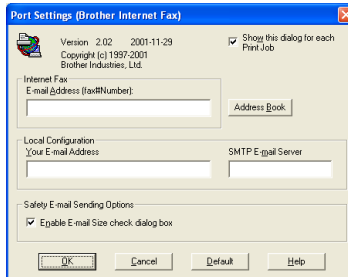 Port Settings (Brother Internet Fax)
Version 2.02 2001-11-29
Copyright (c) 1997-2001
Brother Industries, Ltd.
Show this dialog for each
Print Job
Internet Fax
E-mail Address (fax#Number):
Address Book
Local Configuration
Your E-mail Address
SMTP E-mail Server
Safety E-mail Sending Options
Enable E-mail Size check dialog box
OK
Cancel
Default
Help